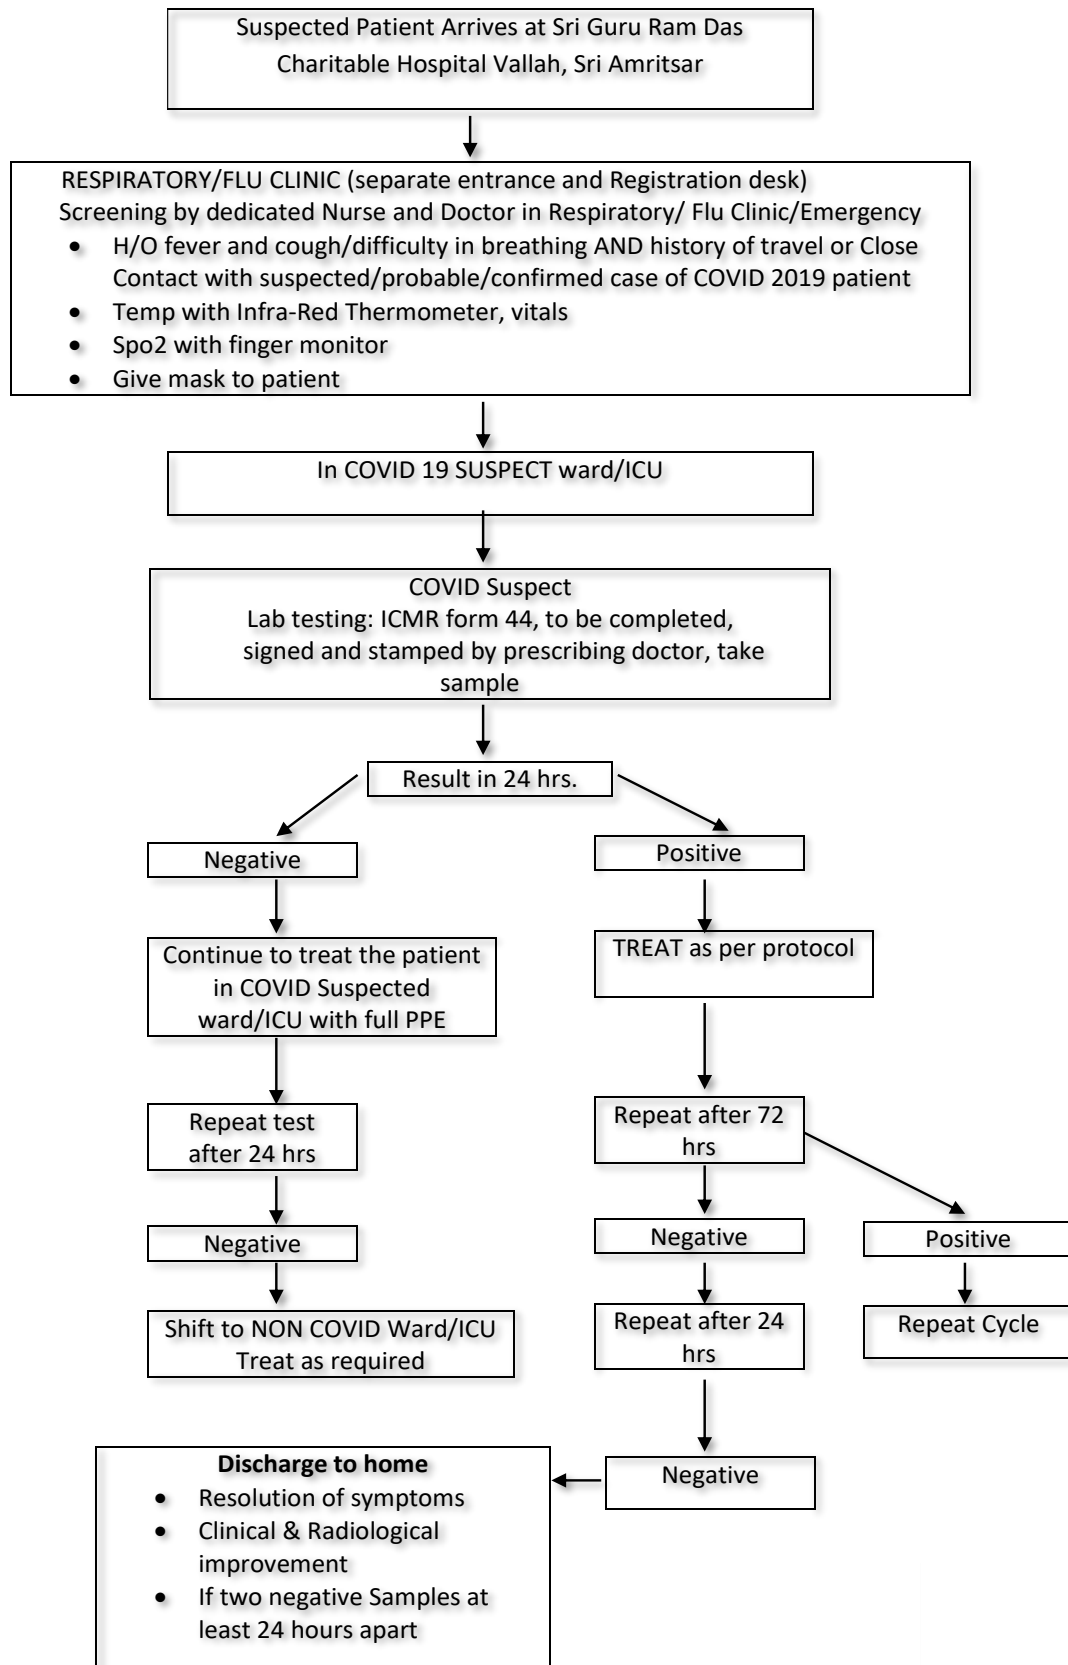 Suspected Patient Arrives at Sri Guru Ram Das
Charitable Hospital Vallah, Sri Amritsar
RESPIRATORY/FLU CLINIC (separate entrance and Registration desk)
Screening by dedicated Nurse and Doctor in Respiratory/ Flu Clinic/Emergency
• H/O fever and cough/difficulty in breathing AND history of travel or Close
Contact with suspected/probable/confirmed case of COVID 2019 patient
• Temp with Infra-Red Thermometer, vitals
• Spo2 with finger monitor
• Give mask to patient
In COVID 19 SUSPECT ward/ICU
COVID Suspect
Lab testing: ICMR form 44, to be completed,
signed and stamped by prescribing doctor, take
sample
Result in 24 hrs.
Negative
Positive
Continue to treat the patient
in COVID Suspected
ward/ICU with full PPE
TREAT as per protocol
Repeat test
after 24 hrs
Repeat after 72
hrs
Negative
Negative
Positive
Shift to NON COVID Ward/ICU
Treat as required
Repeat after 24
hrs
Repeat Cycle
Negative
Discharge to home
• Resolution of symptoms
• Clinical & Radiological
improvement
• If two negative Samples at
least 24 hours apart